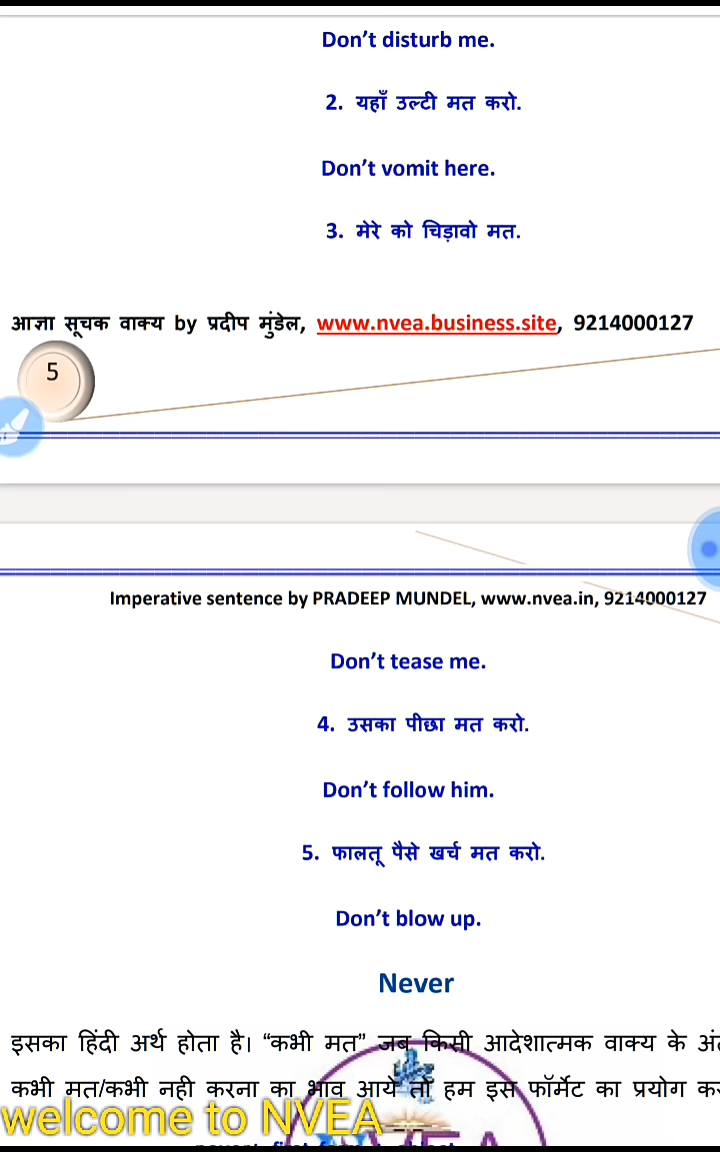 Don't disturb me.
2. यहाँ उल्टी मत करो.
Don't vomit here.
3. मेरे को चिड़ावो मत.
आज्ञा सूचक वाक्य by प्रदीप मुंडेल, www.nvea.business.site, 9214000127
5
Imperative sentence by PRADEEP MUNDEL, www.nvea.in, 9214000127
Don't tease me.
4. उसका पीछा मत करो.
Don't follow him.
5. फालतू पैसे खर्च मत करो.
Don't blow up.
Never
इसका हिंदी अर्थ होता है। “कभी मत” जब किसी आदेशात्मक वाक्य के
कभी मत/कभी नही करना का भाव आये तों हम इस फॉर्मेट का प्रयोग
welcome to NVEA